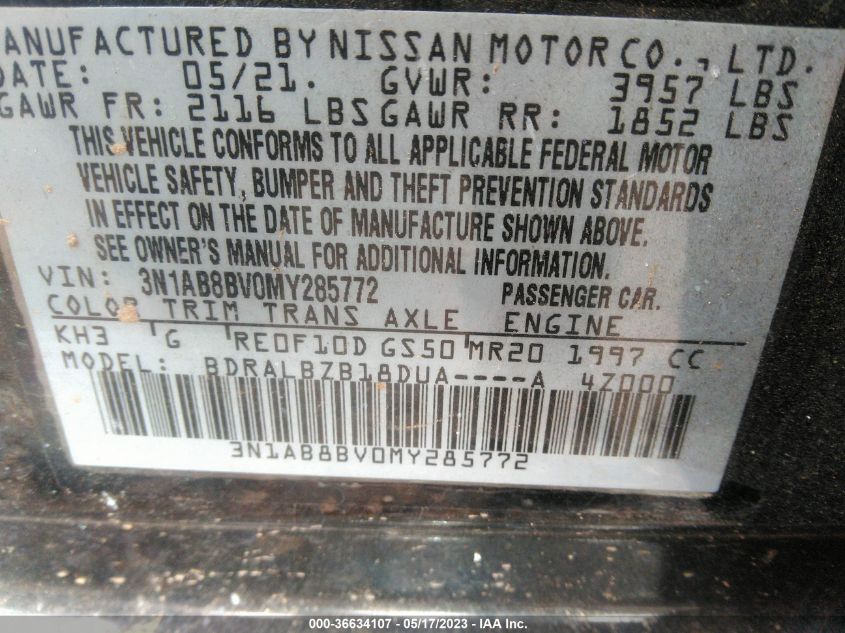 MANUFACTURED BY NISSAN MOTOR CO., LTD.
DATE: 05/21. GVWR: 3957 LBS
GAWR FR: 2116 LBS GAWR RR: 1852 LBS
THIS VEHICLE CONFORMS TO ALL APPLICABLE FEDERAL MOTOR
VEHICLE SAFETY, BUMPER AND THEFT PREVENTION STANDARDS
IN EFFECT ON THE DATE OF MANUFACTURE SHOWN ABOVE.
SEE OWNER'S MANUAL FOR ADDITIONAL INFORMATION.
VIN: 3N1AB8BV0MY285772 PASSENGER CAR.
COLOR TRIM TRANS AXLE ENGINE
KH3 G RE0F10D GS50 MR20 1997 CC
MODEL: BDRALBZB18DUA----A 4Z000
3N1AB8BV0MY285772
000-36634107 - 05/17/2023 - IAA Inc.